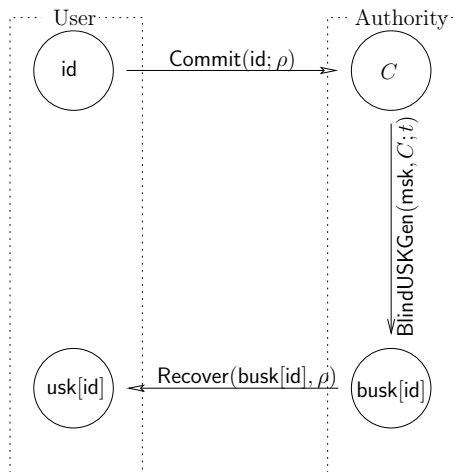 User
Authority
id
Commit(id; ρ)
C
BlindUSKGen(msk, C; t)
usk[id]
Recover(busk[id], ρ)
busk[id]